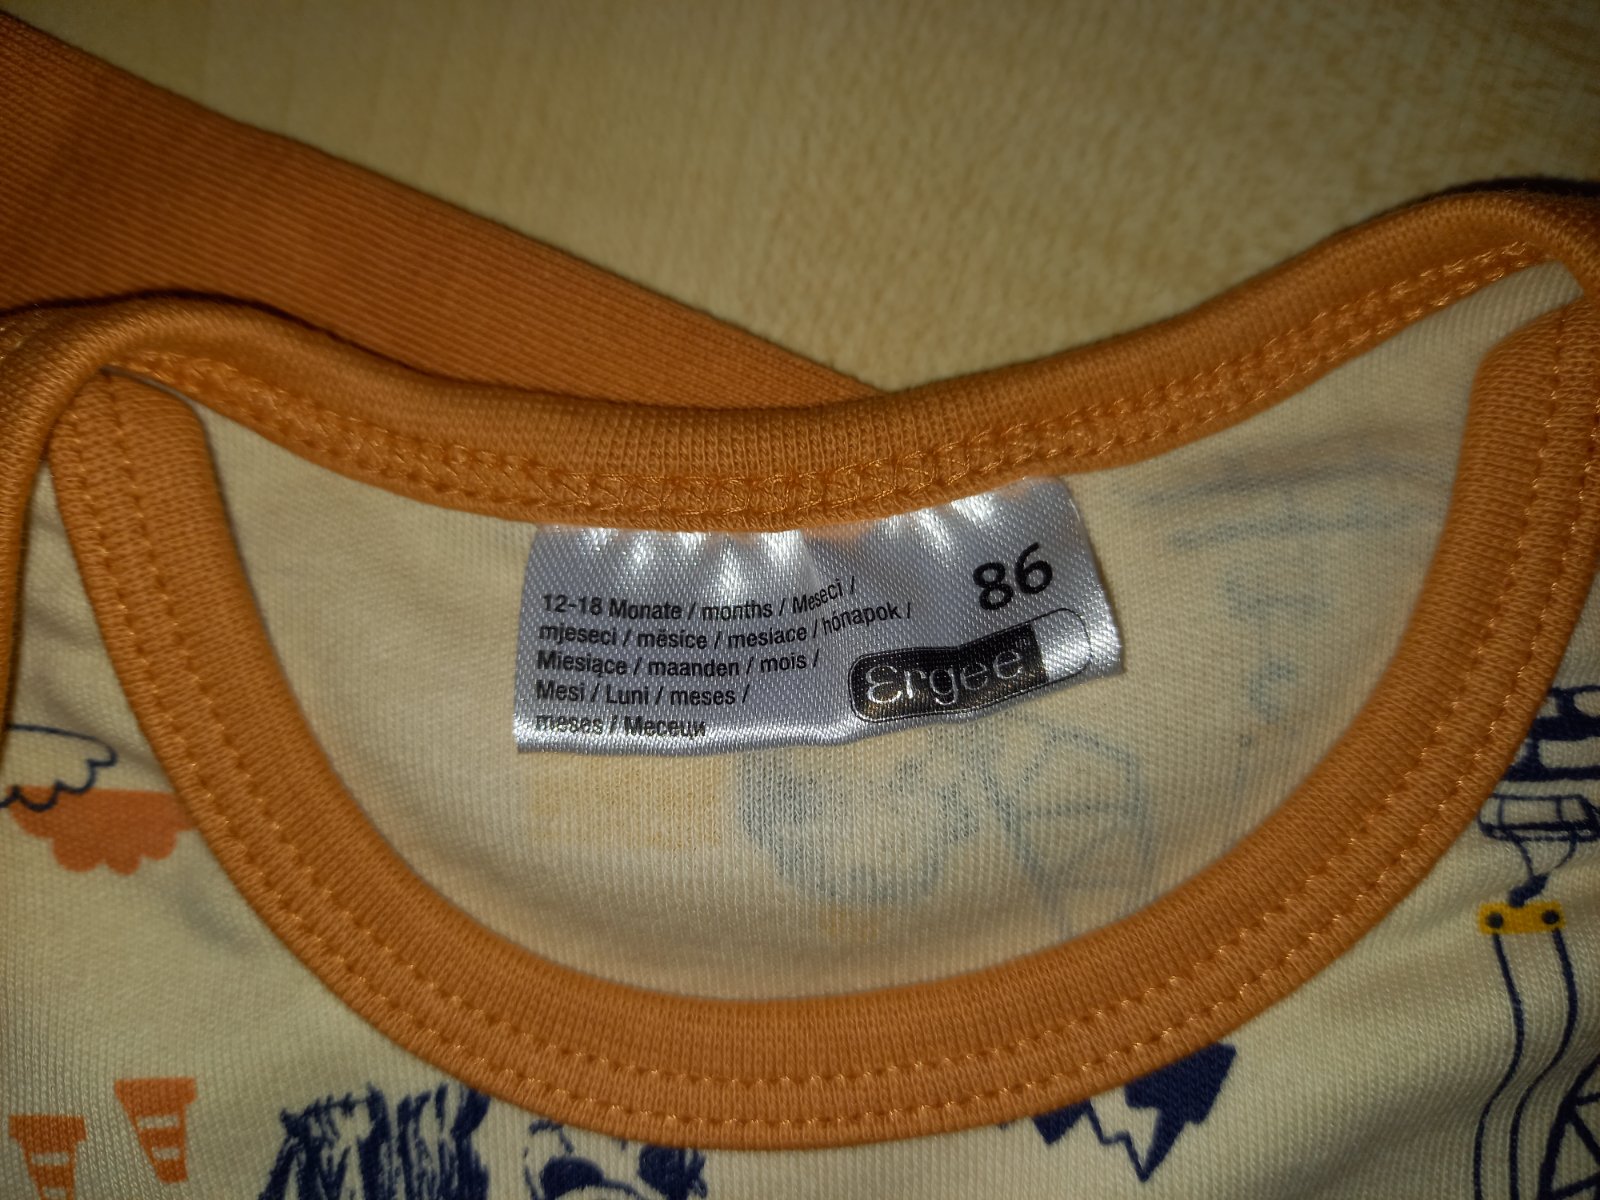 86
12-18 Monate / months / Meseci /
mjeseci / měsíce / mesiace / hónapok /
Miesiące / maanden / mois /
Mesi / Luni / meses /
meses / Месеци
Ergee